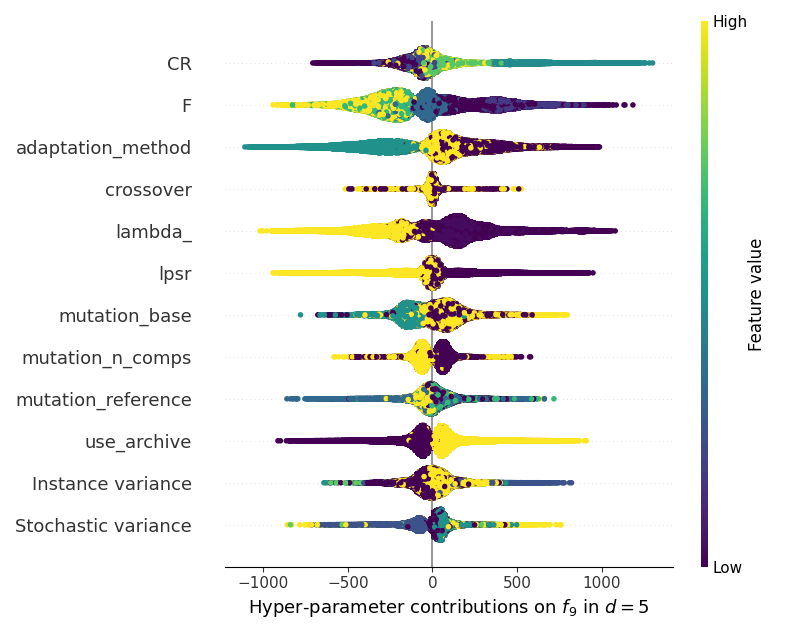 High
CR
F
adaptation_method
crossover
lambda_
lpsr
mutation_base
mutation_n_comps
mutation_reference
use_archive
Instance variance
Stochastic variance
Feature value
Low
−1000 −500 0 500 1000
Hyper-parameter contributions on f₉ in d = 5